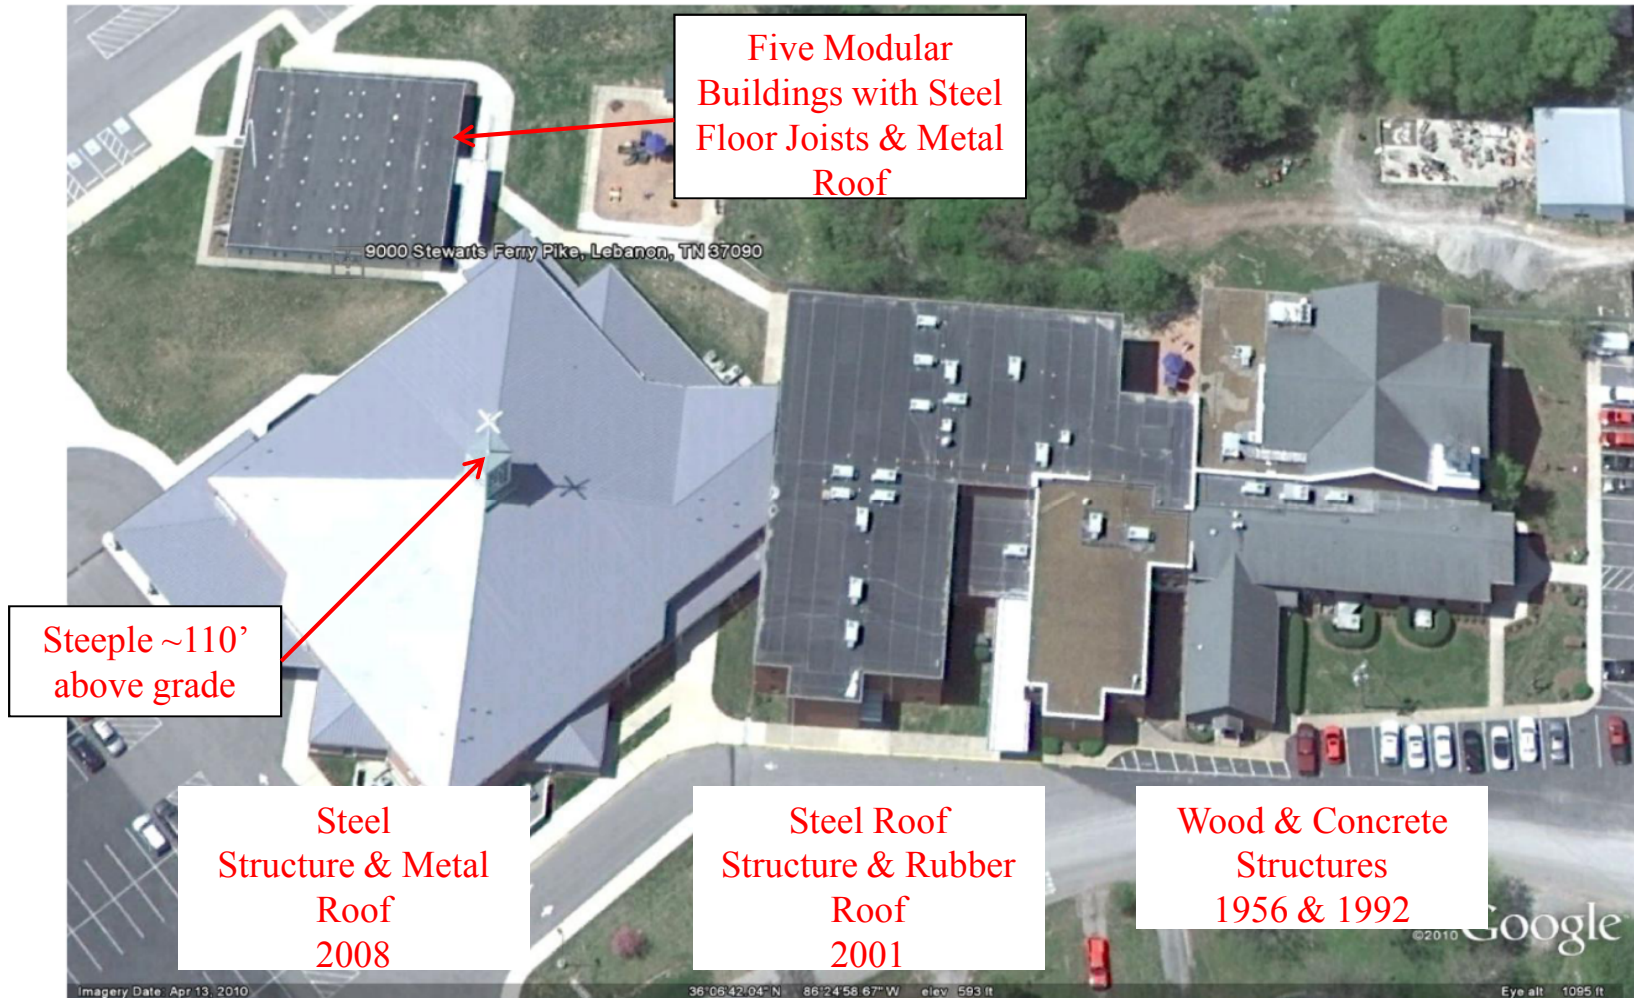 Five Modular
Buildings with Steel
Floor Joists & Metal
Roof
9000 Stewarts Ferry Pike, Lebanon, TN 37090
Steeple ~110’
above grade
Steel
Structure & Metal
Roof
2008
Steel Roof
Structure & Rubber
Roof
2001
Wood & Concrete
Structures
1956 & 1992
©2010 Google
Imagery Date: Apr 13, 2010
36°06'42.04" N 86°24'58.67" W elev 593 ft
Eye alt 1095 ft